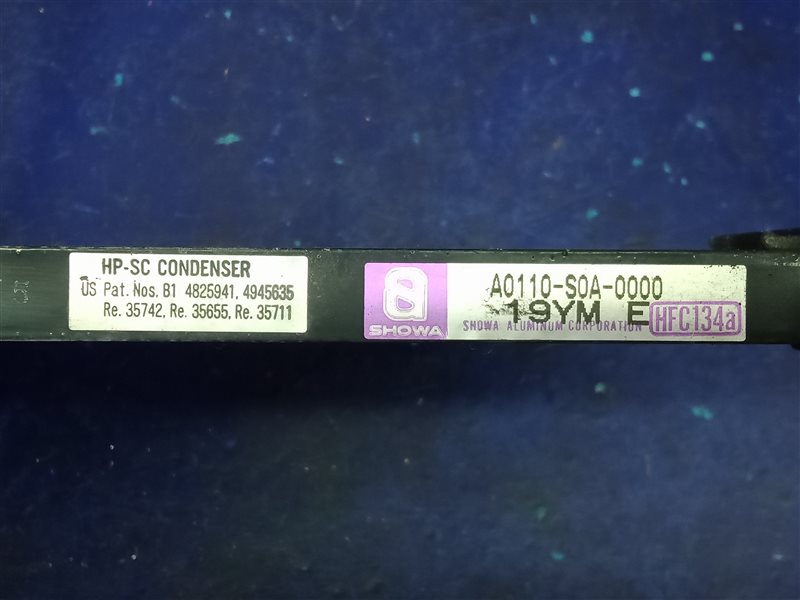 HP-SC CONDENSER
US Pat. Nos. B1 4825941, 4945635
Re. 35742, Re. 35655, Re. 35711
8
SHOWA
A0110-S0A-0000
19YM E
SHOWA ALUMINUM CORPORATION
HFC134a